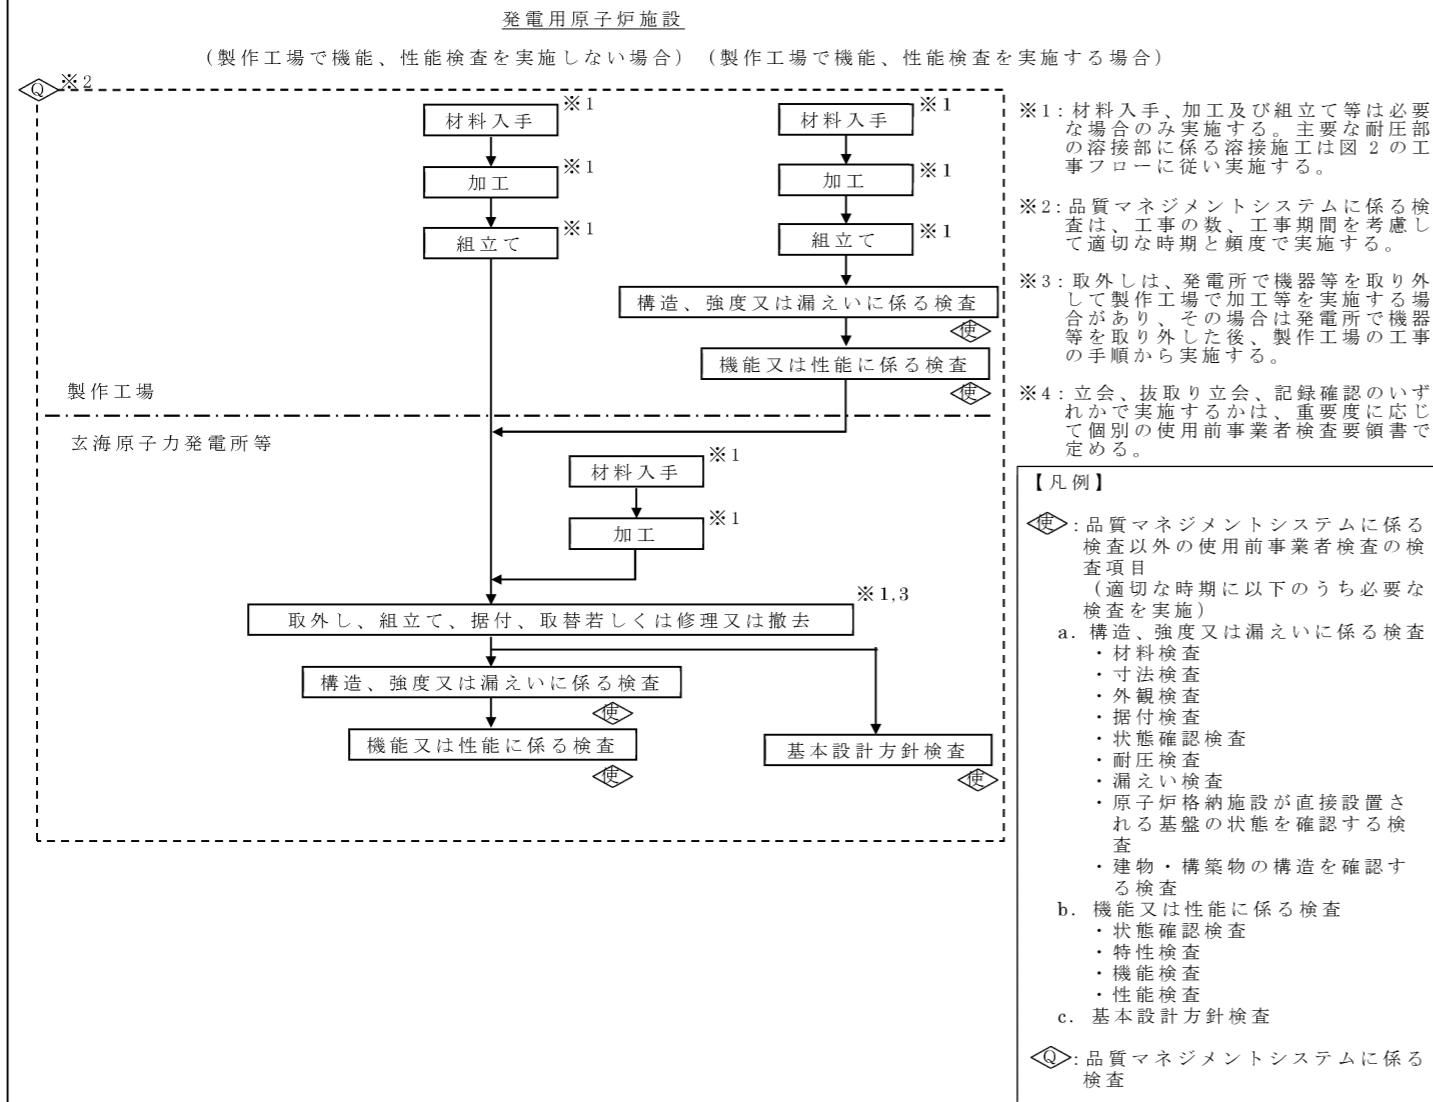 発電用原子炉施設
(製作工場で機能、性能検査を実施しない場合) (製作工場で機能、性能検査を実施する場合)
Q ※2
材料入手 ※1
加工 ※1
組立て ※1
材料入手 ※1
加工 ※1
組立て ※1
構造、強度又は漏えいに係る検査
使
機能又は性能に係る検査
使
製作工場
玄海原子力発電所等
材料入手 ※1
加工 ※1
※1,3
取外し、組立て、据付、取替若しくは修理又は撤去
構造、強度又は漏えいに係る検査
使
機能又は性能に係る検査
使
基本設計方針検査
使
※1:材料入手、加工及び組立て等は必要
な場合のみ実施する。主要な耐圧部
の溶接部に係る溶接施工は図2の工
事フローに従い実施する。
※2:品質マネジメントシステムに係る検
査は、工事の数、工事期間を考慮し
て適切な時期と頻度で実施する。
※3:取外しは、発電所で機器等を取り外
して製作工場で加工等を実施する場
合があり、その場合は発電所で機器
等を取り外した後、製作工場の工事
の手順から実施する。
※4:立会、抜取り立会、記録確認のいず
れかで実施するかは、重要度に応じ
て個別の使用前事業者検査要領書で
定める。
【凡例】
使:品質マネジメントシステムに係る
検査以外の使用前事業者検査の検
査項目
(適切な時期に以下のうち必要な
検査を実施)
a. 構造、強度又は漏えいに係る検査
・材料検査
・寸法検査
・外観検査
・据付検査
・状態確認検査
・耐圧検査
・漏えい検査
・原子炉格納施設が直接設置さ
れる基盤の状態を確認する検
査
・建物・構築物の構造を確認す
る検査
b. 機能又は性能に係る検査
・状態確認検査
・特性検査
・機能検査
・性能検査
c. 基本設計方針検査
Q:品質マネジメントシステムに係る
検査